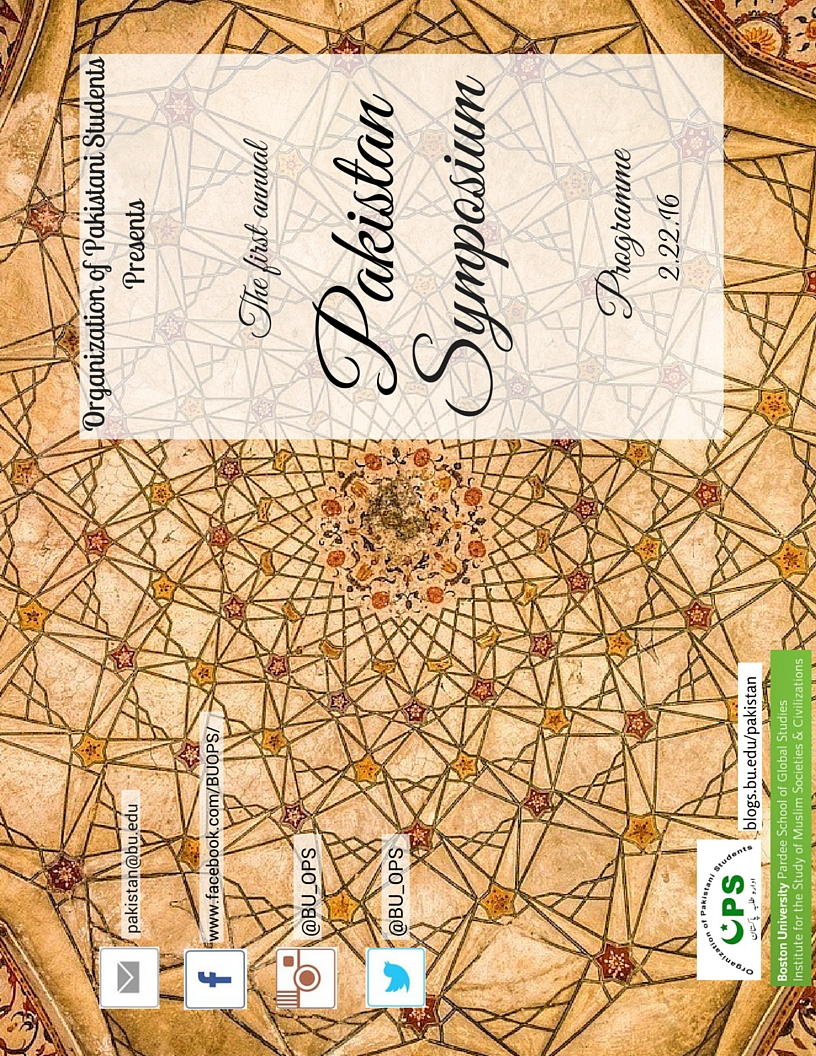 pakistan@bu.edu
www.facebook.com/BUOPS/
@BU_OPS
@BU_OPS
Organization of Pakistani Students
OPS
ادارہ طلبہ پاکستان
blogs.bu.edu/pakistan
Boston University Pardee School of Global Studies
Institute for the Study of Muslim Societies & Civilizations
Organization of Pakistani Students
Presents
The first annual
Pakistan
Symposium
Programme
2.22.16